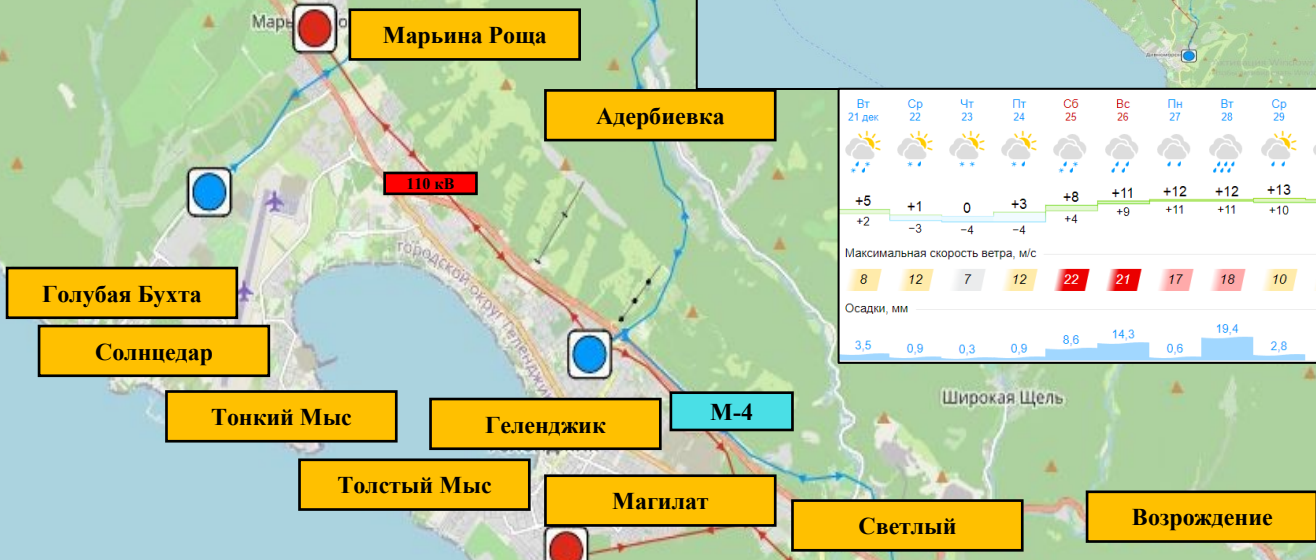 Марьина Роща
Адербиевка
110 кВ
городской округ Геленджик
Голубая Бухта
Солнцедар
Тонкий Мыс
Геленджик
М-4
Толстый Мыс
Магилат
Светлый
Возрождение
Широкая Щель
Вт Ср Чт Пт Сб Вс Пн Вт Ср
21 дек 22 23 24 25 26 27 28 29
+5 +1 0 +3 +8 +11 +12 +12 +13
+2 −3 −4 −4 +4 +9 +11 +11 +10
Максимальная скорость ветра, м/с
8 12 7 12 22 21 17 18 10
Осадки, мм
3,5 0,9 0,3 0,9 8,6 14,3 0,6 19,4 2,8